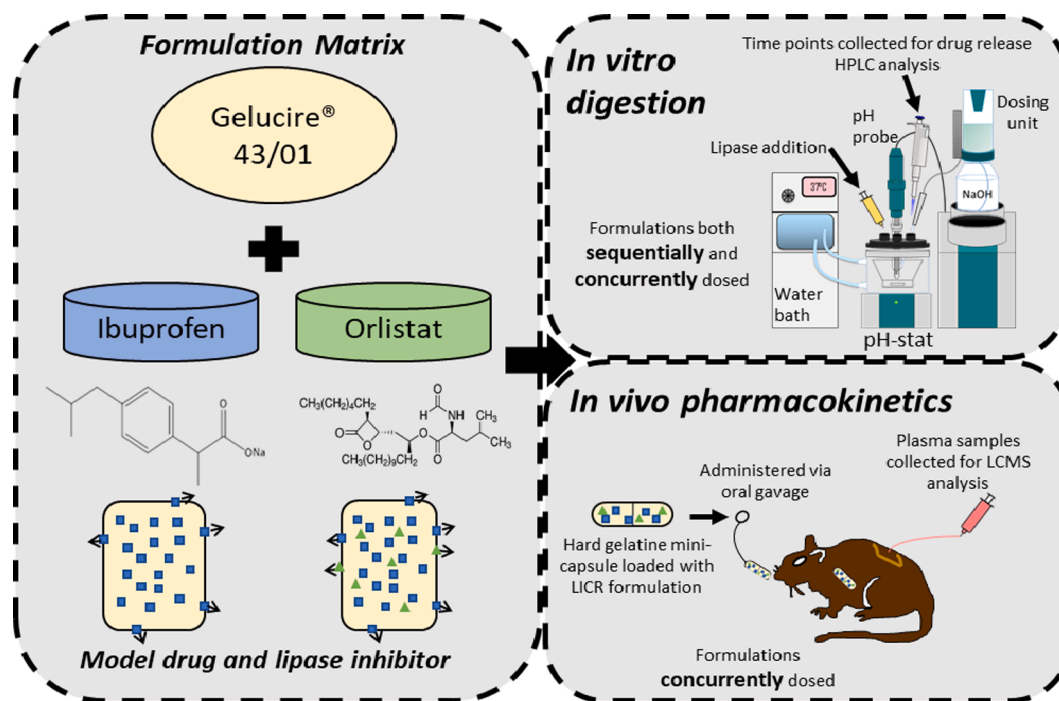 Formulation Matrix
Gelucire®
43/01
Ibuprofen
Orlistat
O
ONa
CH3(CH2)4CH2
O
H
N
O
O
O
CH3
CH3
O
CH3(CH2)9CH2
Model drug and lipase inhibitor
In vitro
digestion
Time points collected for drug release
HPLC analysis
Dosing
unit
pH
probe
Lipase addition
37°C
NaOH
Formulations both
sequentially and
concurrently dosed
Water
bath
pH-stat
In vivo pharmacokinetics
Plasma samples
collected for LCMS
analysis
Administered via
oral gavage
Hard gelatine mini-
capsule loaded with
LICR formulation
Formulations
concurrently dosed